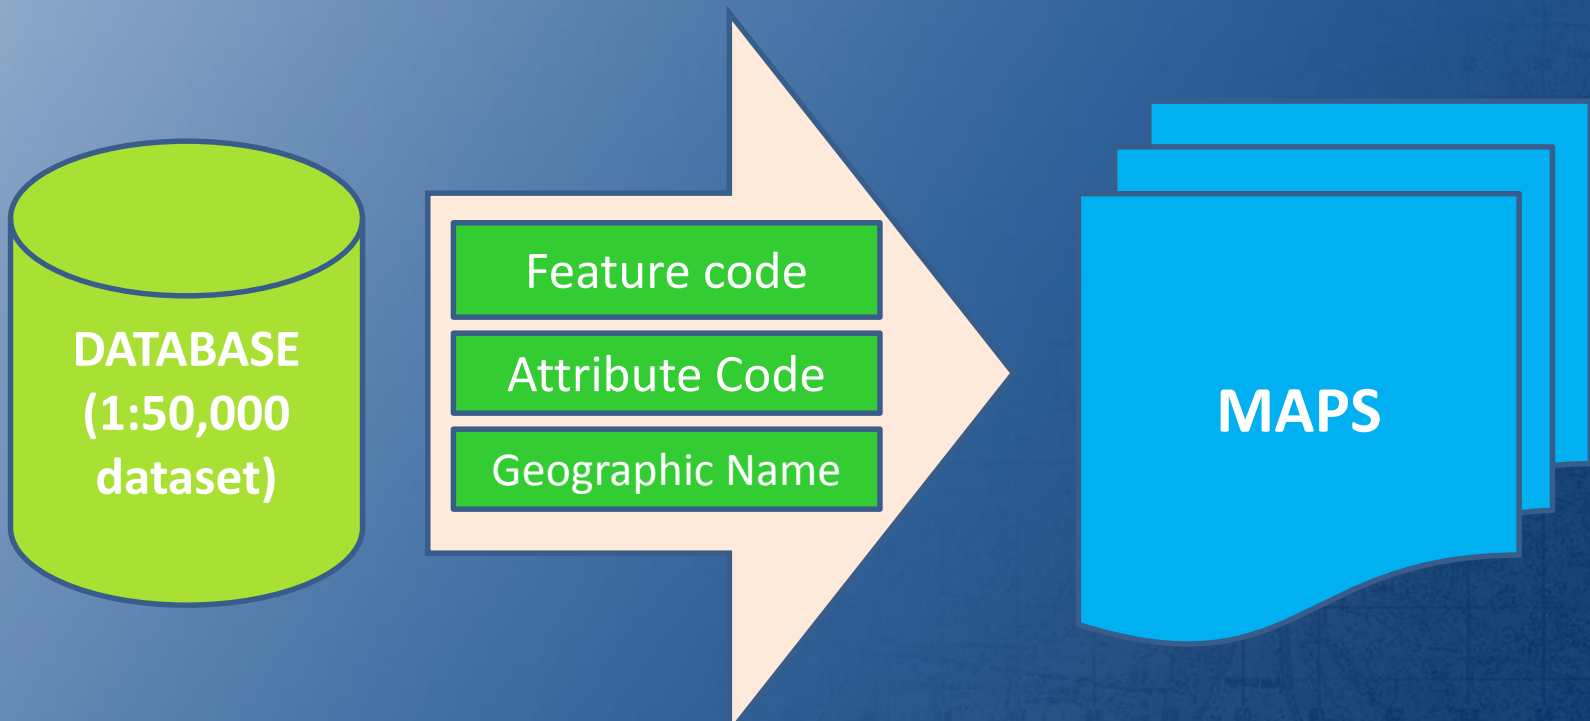 DATABASE
(1:50,000
dataset)
Feature code
Attribute Code
Geographic Name
MAPS